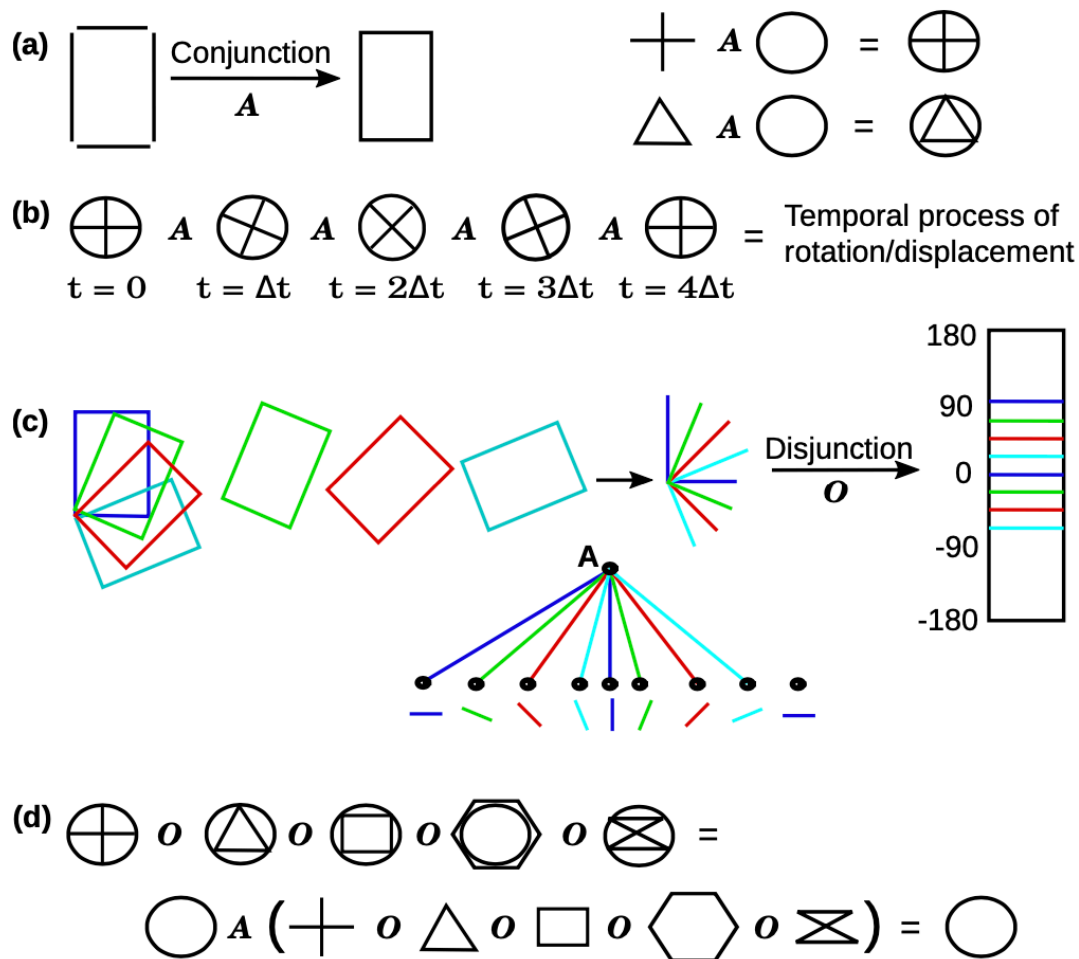 (a)
Conjunction
A
A =
A =
(b)
A A A A = Temporal process of
rotation/displacement
t = 0 t = Δt t = 2Δt t = 3Δt t = 4Δt
(c)
Disjunction
O
180
90
0
-90
-180
A
(d)
O O O O =
A ( O O O O ) =